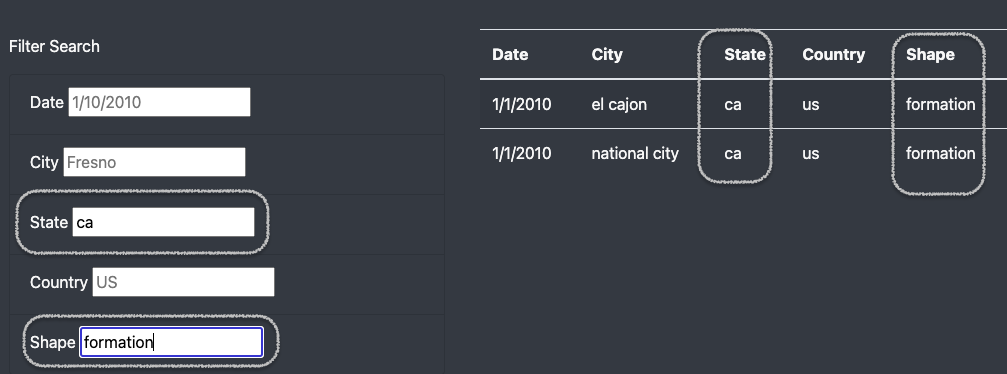 Filter Search
Date 1/10/2010
City Fresno
State ca
Country US
Shape formation
Date City State Country Shape
1/1/2010 el cajon ca us formation
1/1/2010 national city ca us formation